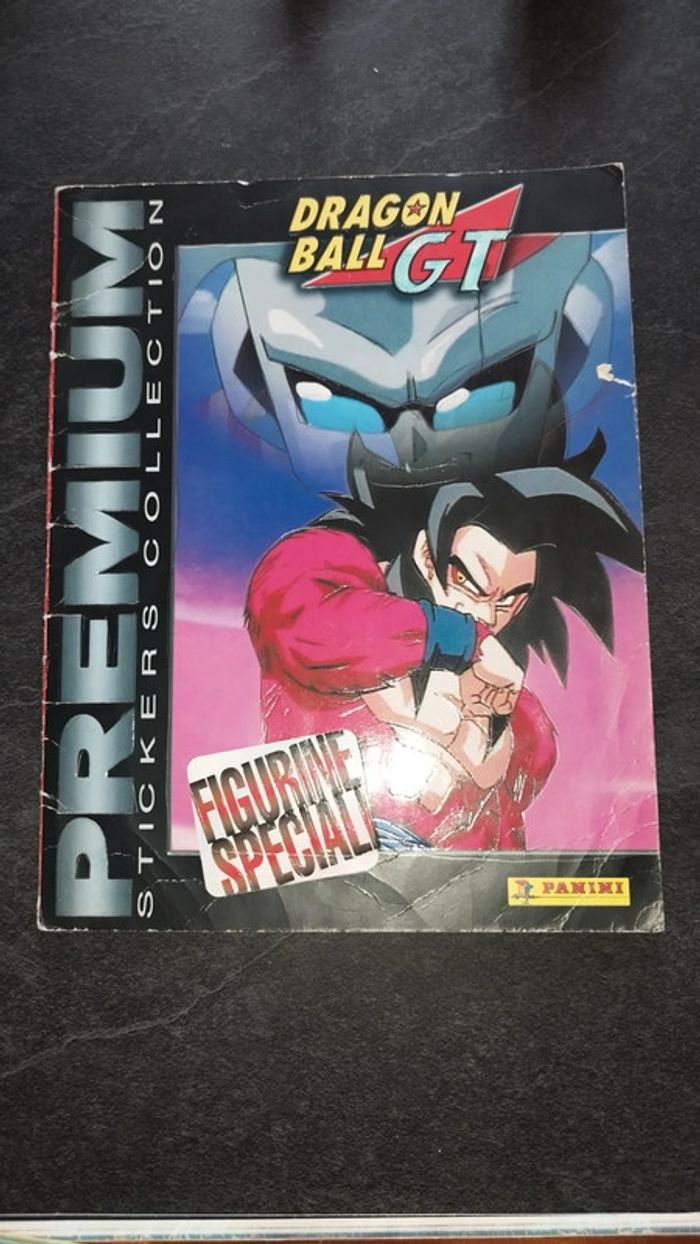 PREMIUM
STICKERS COLLECTION
DRAGON
BALL GT
FIGURINE
SPECIALI
PANINI